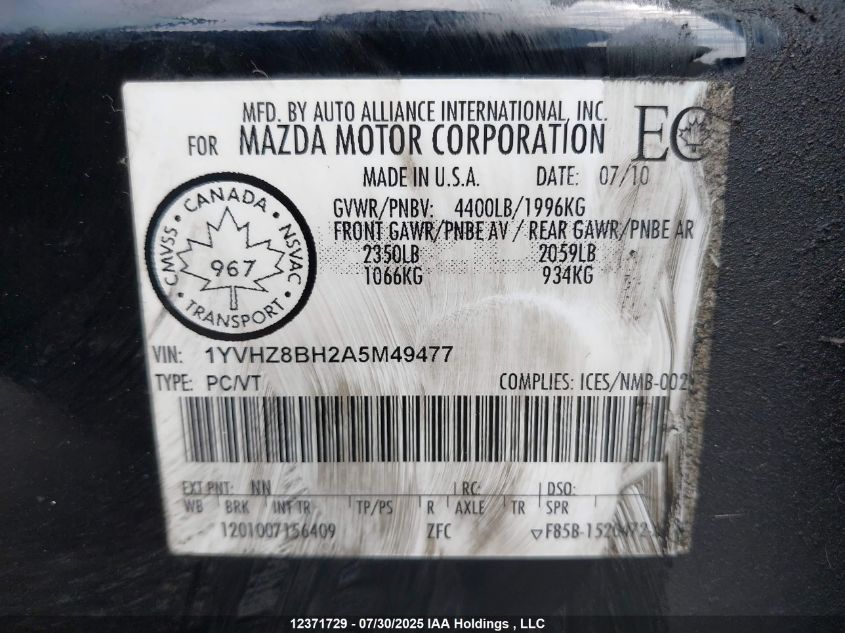 MFD. BY AUTO ALLIANCE INTERNATIONAL, INC.
FOR MAZDA MOTOR CORPORATION EC
MADE IN U.S.A. DATE: 07/10
GVWR/PNBV: 4400LB/1996KG
FRONT GAWR/PNBE AV / REAR GAWR/PNBE AR
2350LB 2059LB
1066KG 934KG
CMVSS • CANADA • NSVAC • TRANSPORT •
967
VIN: 1YVHZ8BH2A5M49477
TYPE: PC/VT COMPLIES: ICES/NMB-002
EXT PNT: NN RC: DSO:
WB BRK INT TR TP/PS R AXLE TR SPR
1201007156409 ZFC
12371729 - 07/30/2025 IAA Holdings , LLC